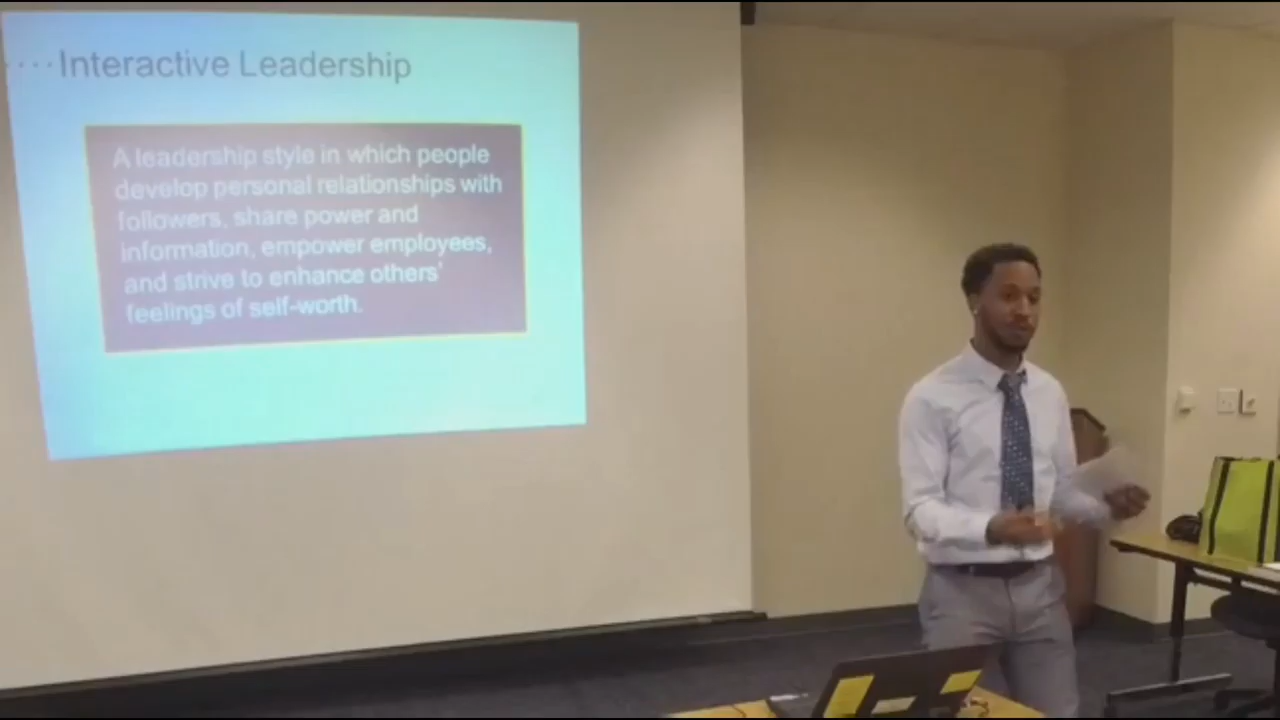 Interactive Leadership
A leadership style in which people
develop personal relationships with
followers, share power and
information, empower employees,
and strive to enhance others'
feelings of self-worth.